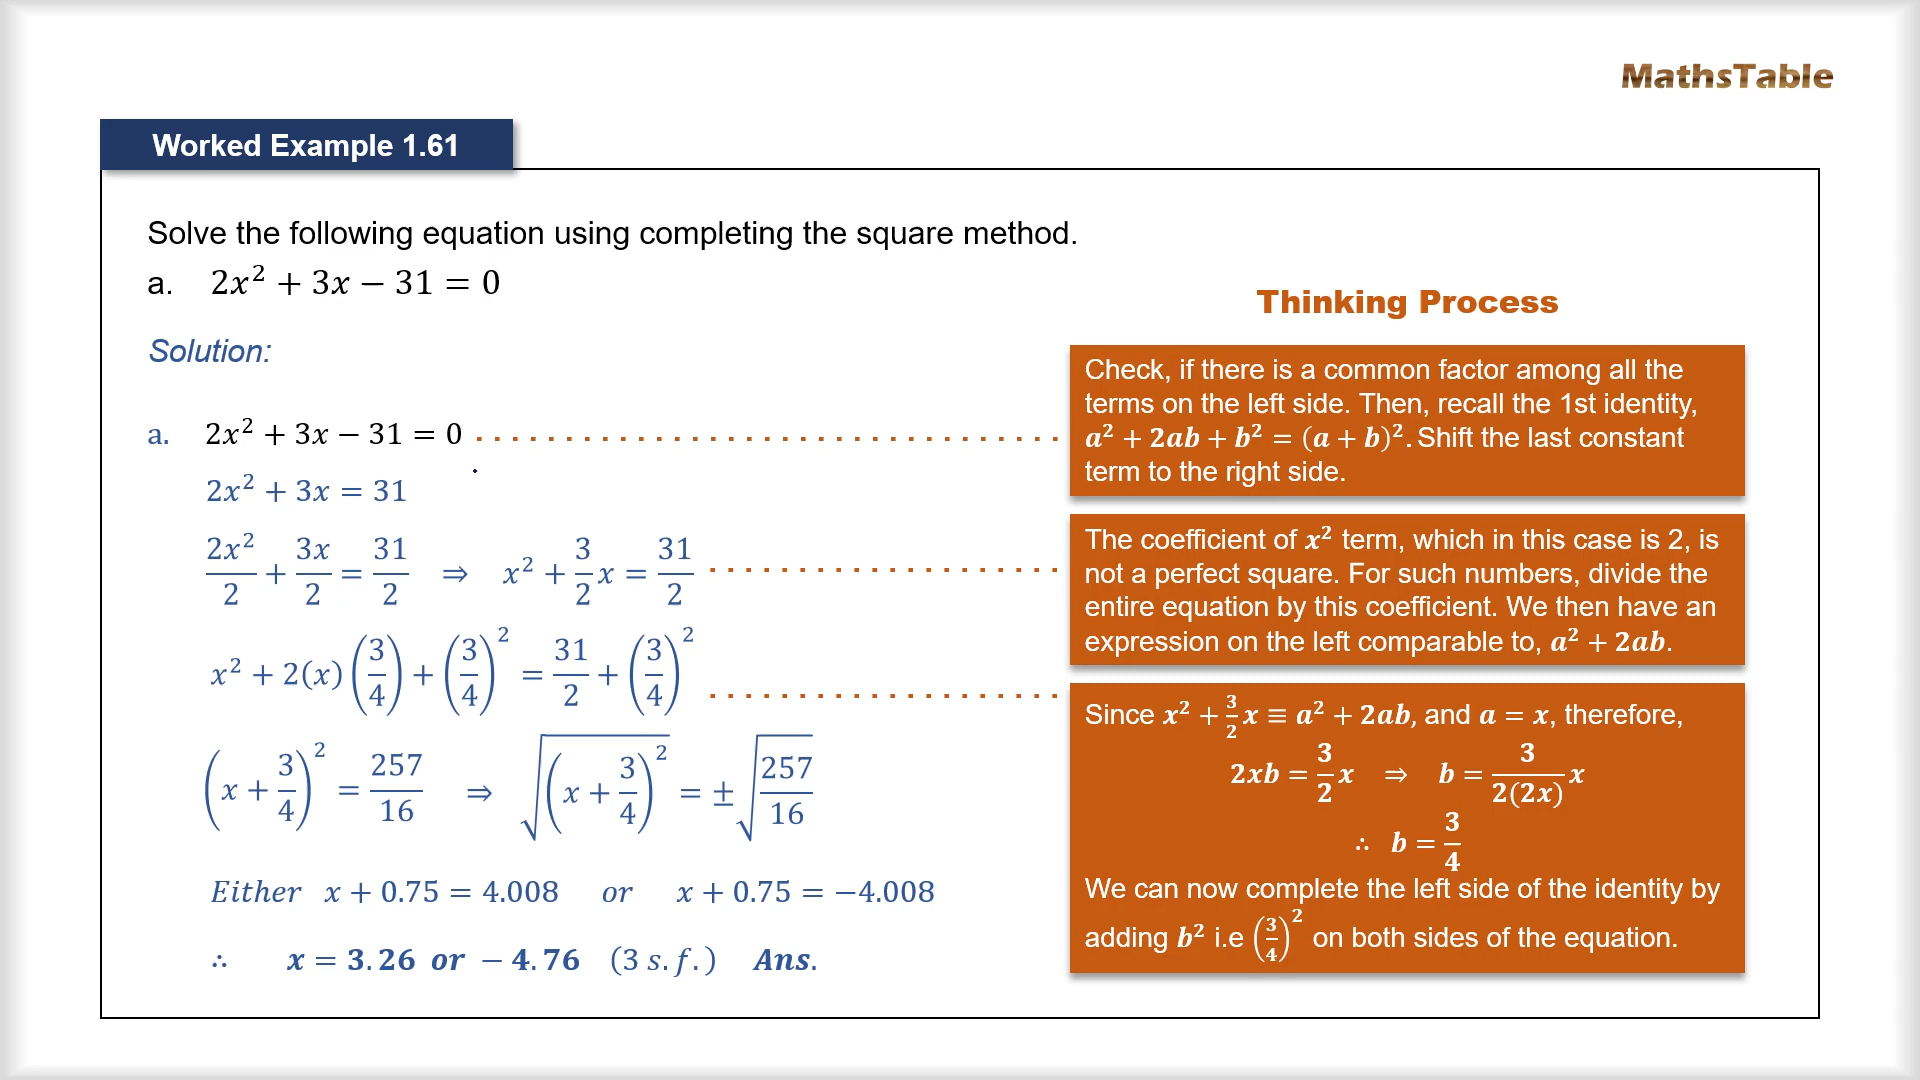 MathsTable
Worked Example 1.61
Solve the following equation using completing the square method.
a. 2x² + 3x − 31 = 0
Thinking Process
Solution:
a. 2x² + 3x − 31 = 0
2x² + 3x = 31
2x²/2 + 3x/2 = 31/2 ⇒ x² + 3/2 x = 31/2
x² + 2(x)(3/4) + (3/4)² = 31/2 + (3/4)²
(x + 3/4)² = 257/16 ⇒ √(x + 3/4)² = ±√257/16
Either x + 0.75 = 4.008 or x + 0.75 = −4.008
∴ x = 3.26 or − 4.76 (3 s.f.) Ans.
Check, if there is a common factor among all the
terms on the left side. Then, recall the 1st identity,
a² + 2ab + b² = (a + b)². Shift the last constant
term to the right side.
The coefficient of x² term, which in this case is 2, is
not a perfect square. For such numbers, divide the
entire equation by this coefficient. We then have an
expression on the left comparable to, a² + 2ab.
Since x² + 3/2 x ≡ a² + 2ab, and a = x, therefore,
2xb = 3/2 x ⇒ b = 3/2(2x) x
∴ b = 3/4
We can now complete the left side of the identity by
adding b² i.e (3/4)² on both sides of the equation.